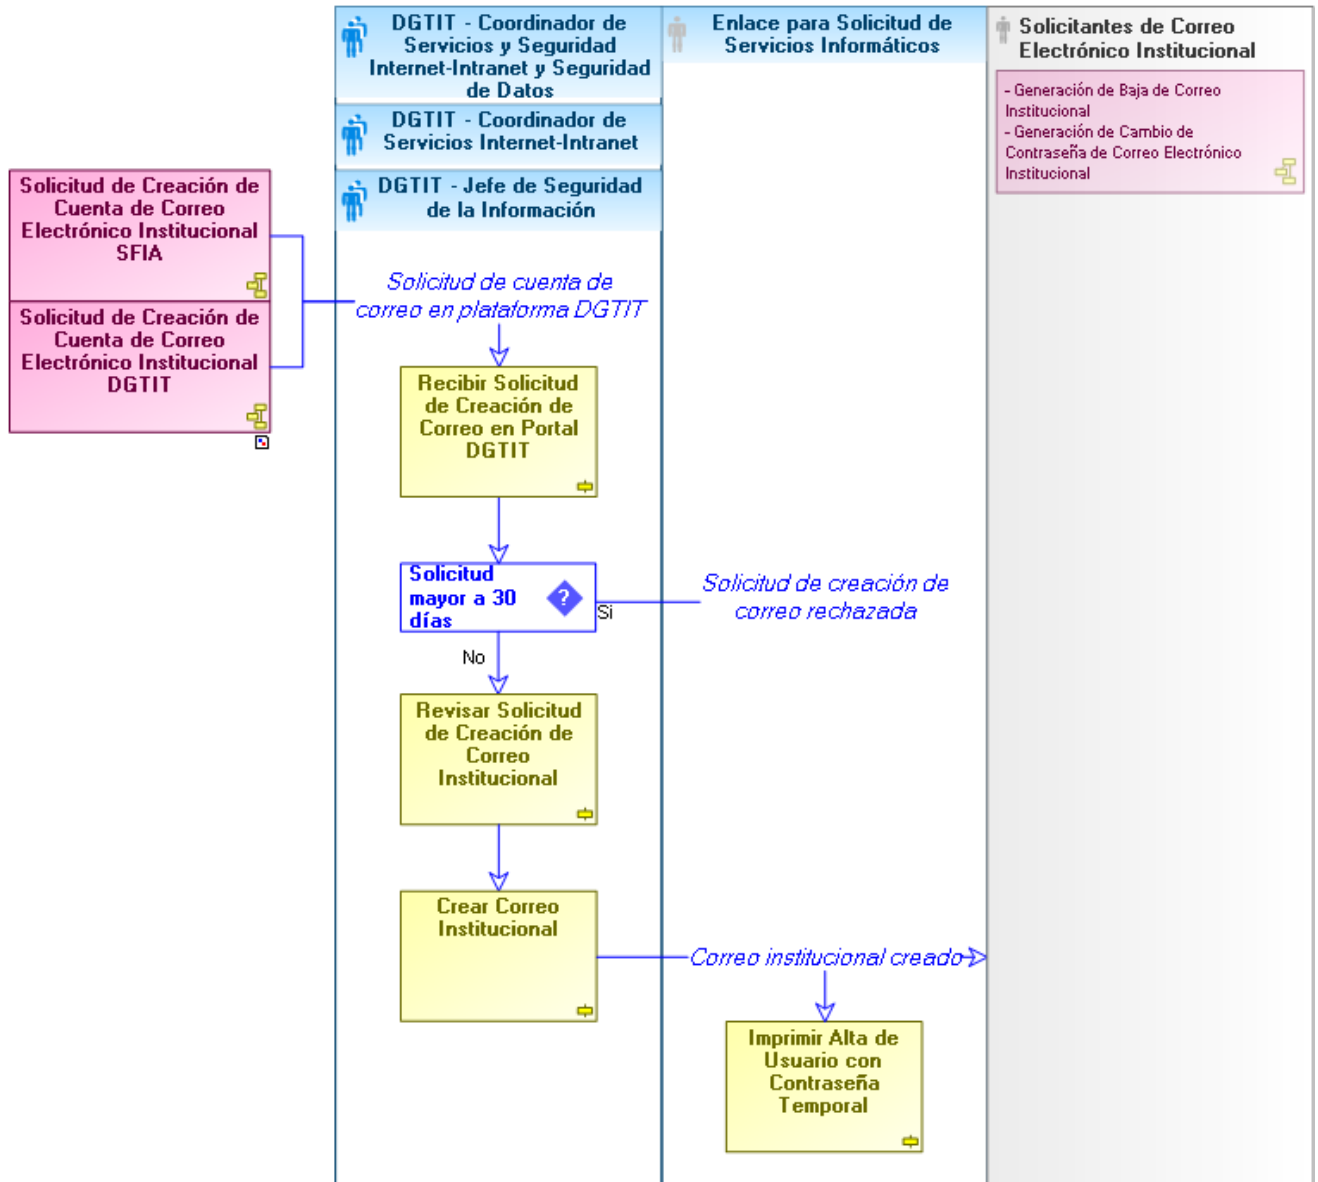 DGTIT - Coordinador de
Servicios y Seguridad
Internet-Intranet y Seguridad
de Datos
DGTIT - Coordinador de
Servicios Internet-Intranet
DGTIT - Jefe de Seguridad
de la Información
Enlace para Solicitud de
Servicios Informáticos
Solicitantes de Correo
Electrónico Institucional
- Generación de Baja de Correo
Institucional
- Generación de Cambio de
Contraseña de Correo Electrónico
Institucional
Solicitud de Creación de
Cuenta de Correo
Electrónico Institucional
SFIA
Solicitud de Creación de
Cuenta de Correo
Electrónico Institucional
DGTIT
Solicitud de cuenta de
correo en plataforma DGTIT
Recibir Solicitud
de Creación de
Correo en Portal
DGTIT
Solicitud
mayor a 30
días
?
Si
Solicitud de creación de
correo rechazada
No
Revisar Solicitud
de Creación de
Correo
Institucional
Crear Correo
Institucional
Correo institucional creado
Imprimir Alta de
Usuario con
Contraseña
Temporal